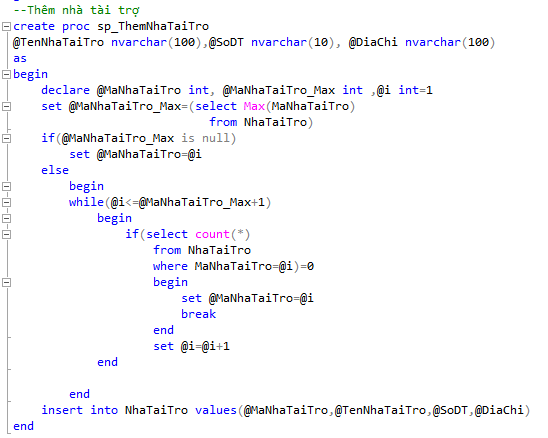 --Thêm nhà tài trợ
create proc sp_ThemNhaTaiTro
@TenNhaTaiTro nvarchar(100),@SoDT nvarchar(10), @DiaChi nvarchar(100)
as
begin
    declare @MaNhaTaiTro int, @MaNhaTaiTro_Max int ,@i int=1
    set @MaNhaTaiTro_Max=(select Max(MaNhaTaiTro)
                            from NhaTaiTro)
    if(@MaNhaTaiTro_Max is null)
        set @MaNhaTaiTro=@i
    else
        begin
        while(@i<=@MaNhaTaiTro_Max+1)
            begin
                if(select count(*)
                    from NhaTaiTro
                    where MaNhaTaiTro=@i)=0
                    begin
                        set @MaNhaTaiTro=@i
                        break
                    end
                    set @i=@i+1
            end
        end
    insert into NhaTaiTro values(@MaNhaTaiTro,@TenNhaTaiTro,@SoDT,@DiaChi)
end